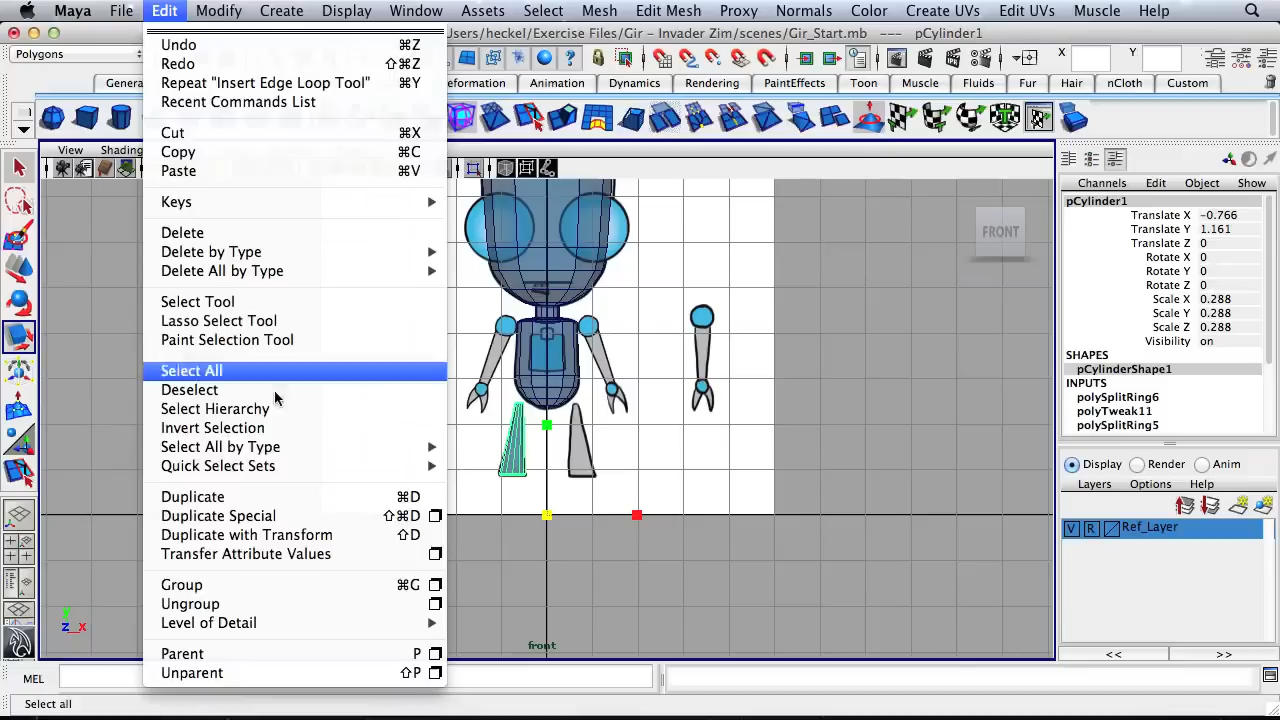 Maya File Edit Modify Create Display Window Assets Select Mesh Edit Mesh Proxy Normals Color Create UVs Edit UVs Muscle Help
sers/heckel/Exercise Files/Gir - Invader Zim/scenes/Gir_Start.mb --- pCylinder1
Polygons
X
Y
Genera
formation
Animation
Dynamics
Rendering
PaintEffects
Toon
Muscle
Fluids
Fur
Hair
nCloth
Custom
View
Shading
Undo ⌘Z
Redo ⇧⌘Z
Repeat "Insert Edge Loop Tool" ⌘Y
Recent Commands List
Cut ⌘X
Copy ⌘C
Paste ⌘V
Keys
Delete
Delete by Type
Delete All by Type
Select Tool
Lasso Select Tool
Paint Selection Tool
Select All
Deselect
Select Hierarchy
Invert Selection
Select All by Type
Quick Select Sets
Duplicate ⌘D
Duplicate Special ⇧⌘D
Duplicate with Transform ⇧D
Transfer Attribute Values
Group ⌘G
Ungroup
Level of Detail
Parent P
Unparent ⇧P
FRONT
front
y
z
x
Channels Edit Object Show
pCylinder1
Translate X -0.766
Translate Y 1.161
Translate Z 0
Rotate X 0
Rotate Y 0
Rotate Z 0
Scale X 0.288
Scale Y 0.288
Scale Z 0.288
Visibility on
SHAPES
pCylinderShape1
INPUTS
polySplitRing6
polyTweak11
polySplitRing5
Display Render Anim
Layers Options Help
V R Ref_Layer
<< >>
MEL
Select all